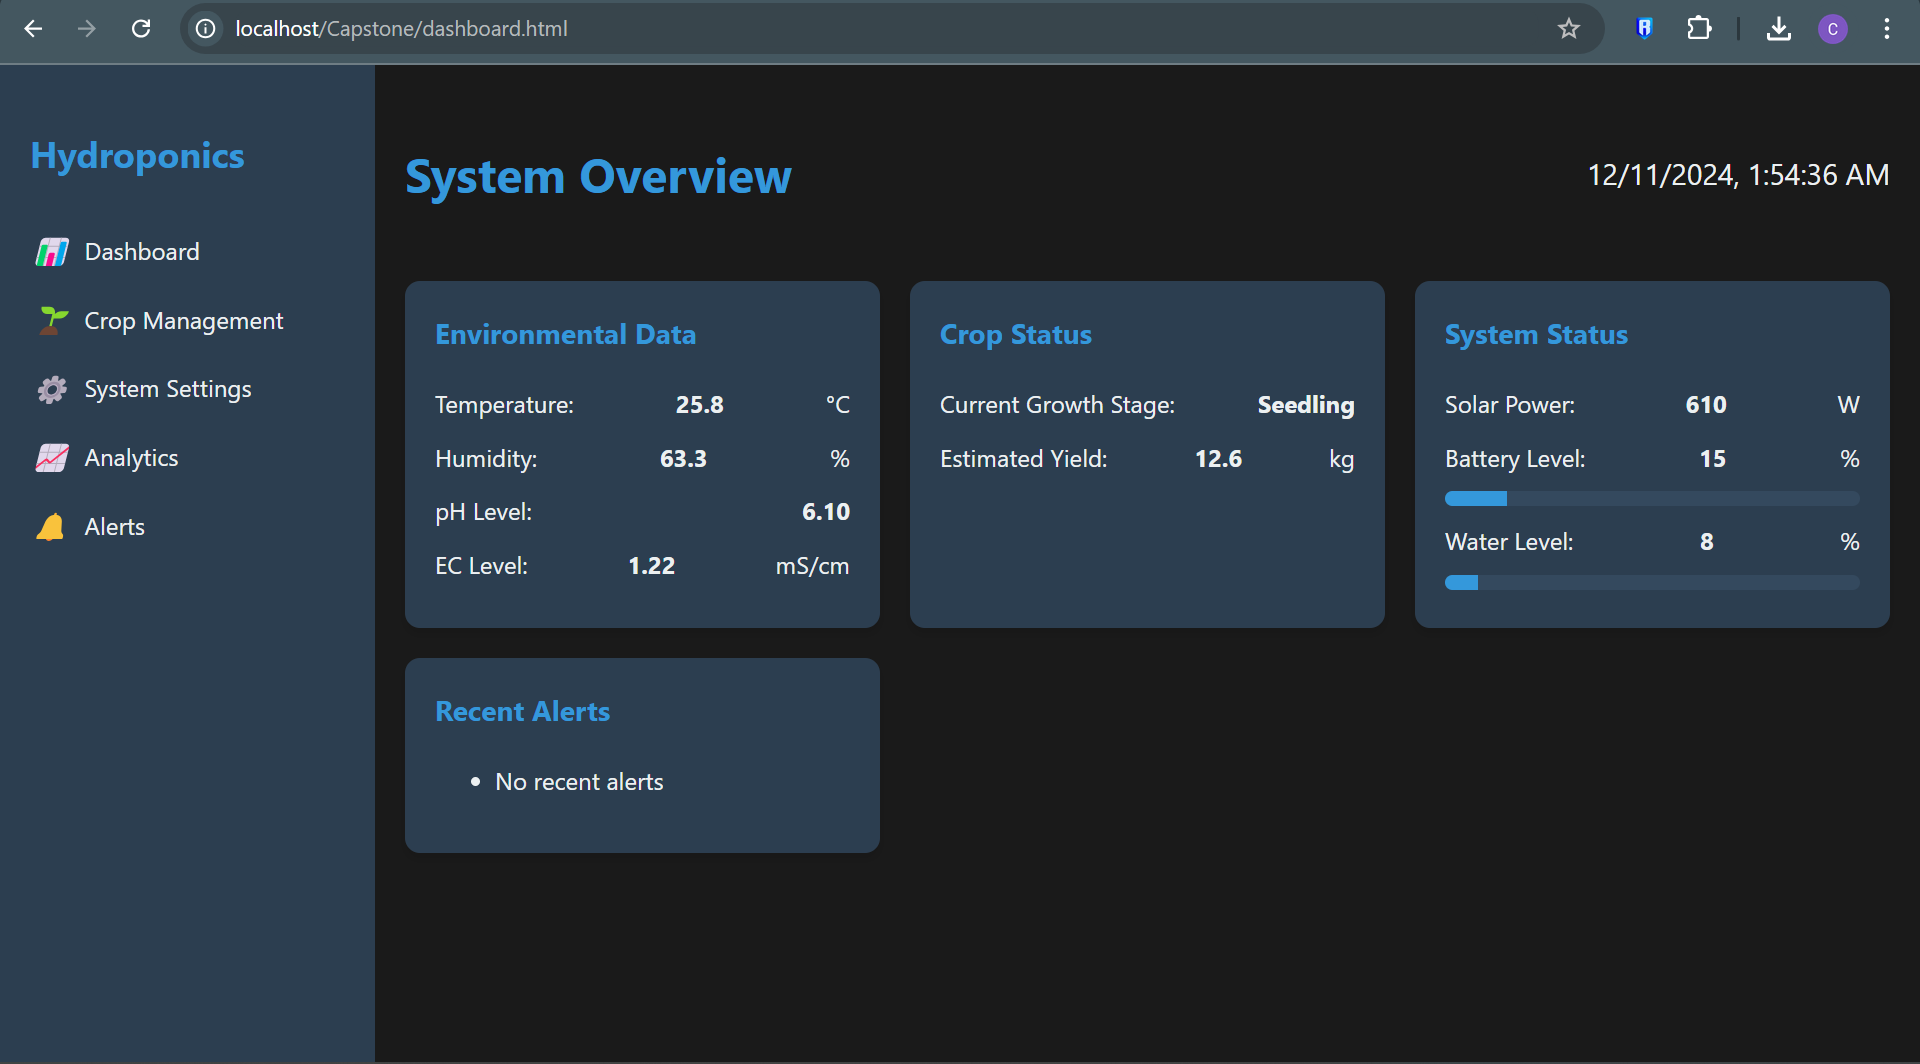 localhost/Capstone/dashboard.html
C
Hydroponics
Dashboard
Crop Management
System Settings
Analytics
Alerts
System Overview
12/11/2024, 1:54:36 AM
Environmental Data
Temperature: 25.8 °C
Humidity: 63.3 %
pH Level: 6.10
EC Level: 1.22 mS/cm
Crop Status
Current Growth Stage: Seedling
Estimated Yield: 12.6 kg
System Status
Solar Power: 610 W
Battery Level: 15 %
Water Level: 8 %
Recent Alerts
No recent alerts